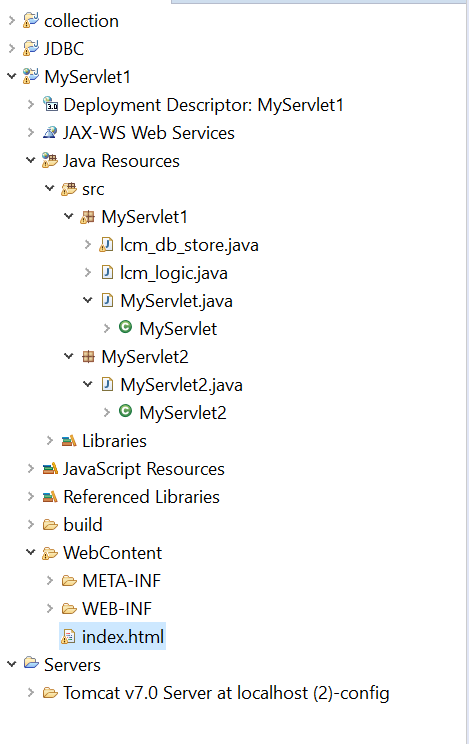 collection
JDBC
MyServlet1
3.0 Deployment Descriptor: MyServlet1
JAX-WS Web Services
Java Resources
src
MyServlet1
J lcm_db_store.java
J lcm_logic.java
J MyServlet.java
C MyServlet
MyServlet2
J MyServlet2.java
C MyServlet2
Libraries
JavaScript Resources
Referenced Libraries
build
WebContent
META-INF
WEB-INF
index.html
Servers
Tomcat v7.0 Server at localhost (2)-config